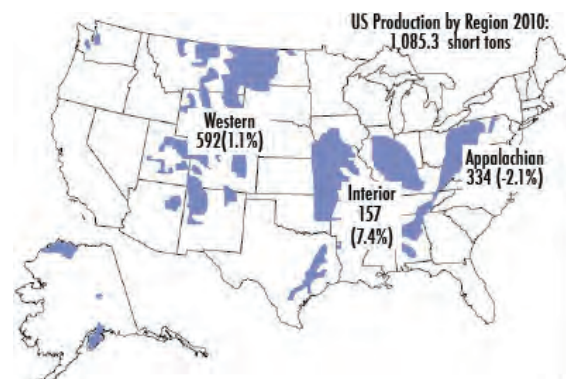 US Production by Region 2010:
1,085.3 short tons
Western
592(1.1%)
Appalachian
334 (-2.1%)
Interior
157
(7.4%)